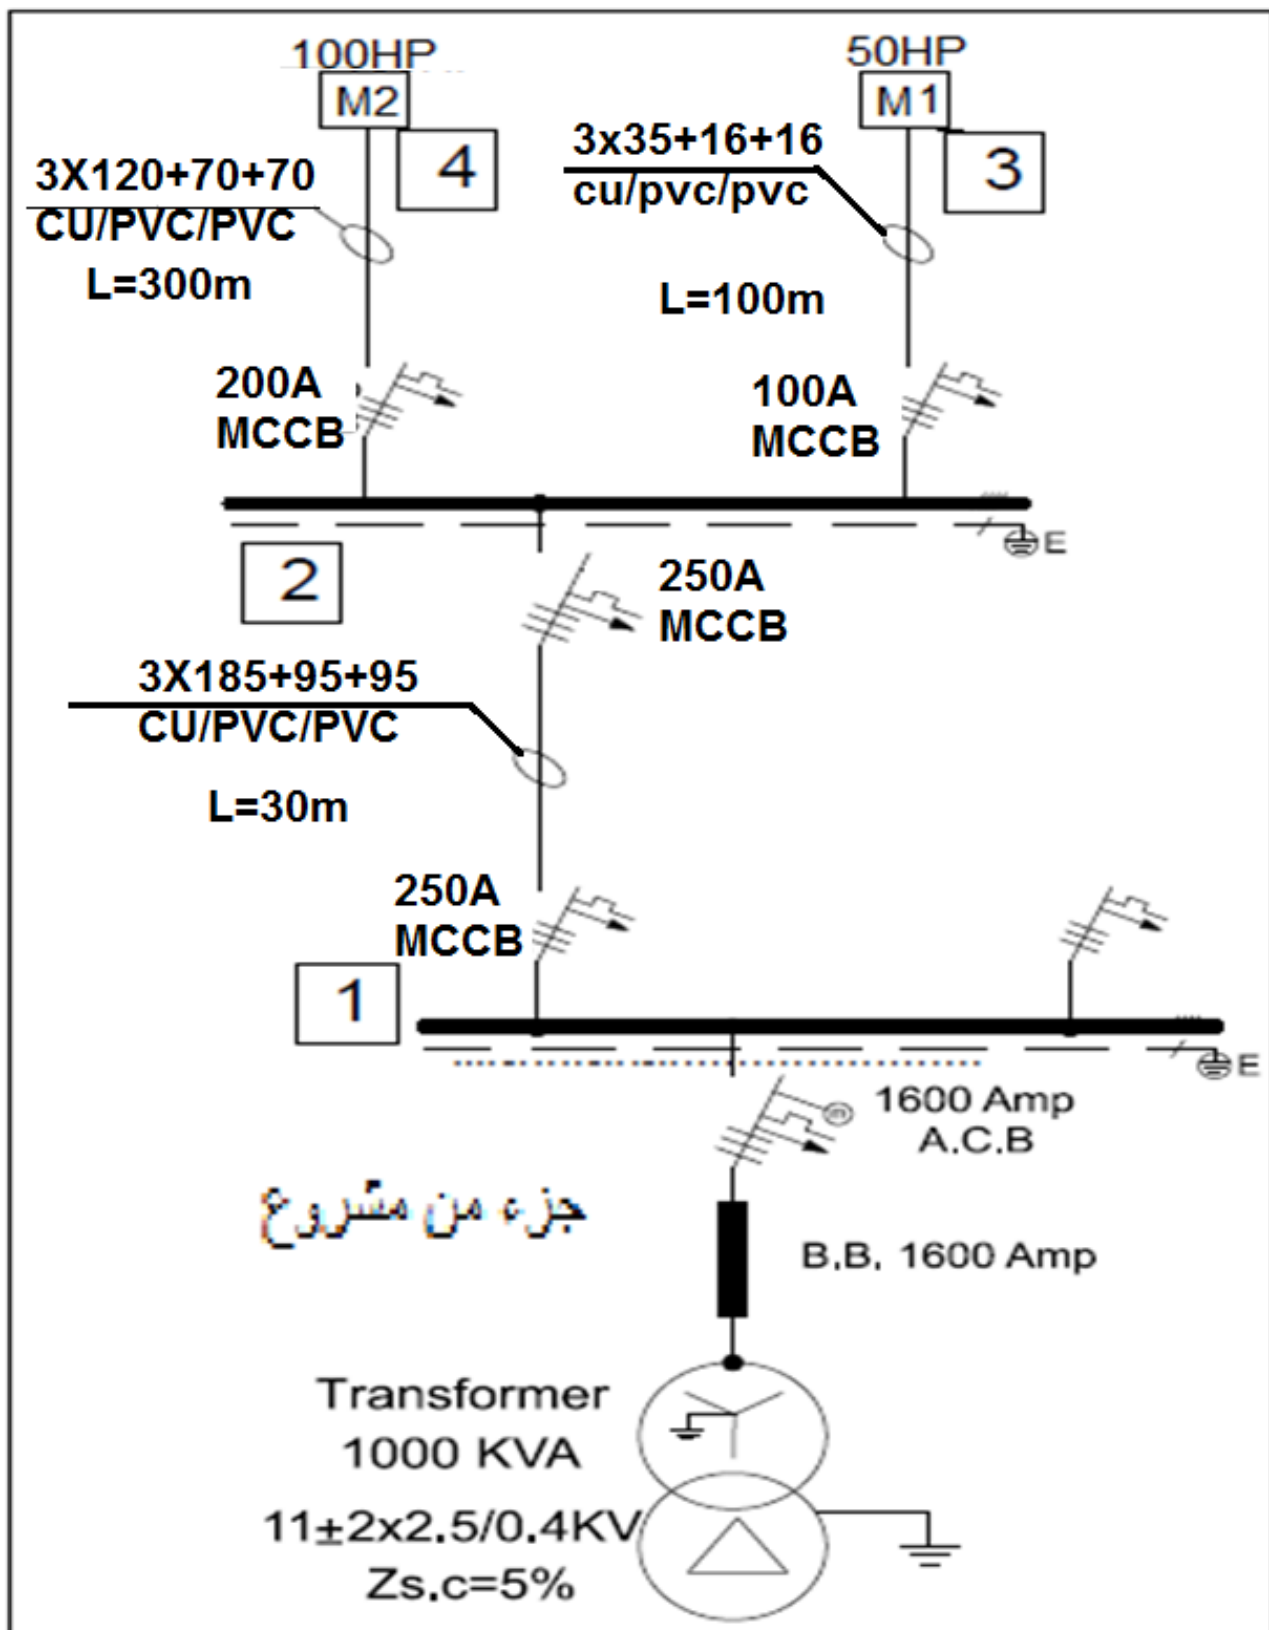 100HP
M2
4
3X120+70+70
CU/PVC/PVC
L=300m
200A
MCCB
50HP
M1
3
3x35+16+16
cu/pvc/pvc
L=100m
100A
MCCB
E
2
250A
MCCB
3X185+95+95
CU/PVC/PVC
L=30m
250A
MCCB
1
E
1600 Amp
A.C.B
جزء من مشروع
B.B. 1600 Amp
Transformer
1000 KVA
11±2x2.5/0.4KV
Zs.c=5%